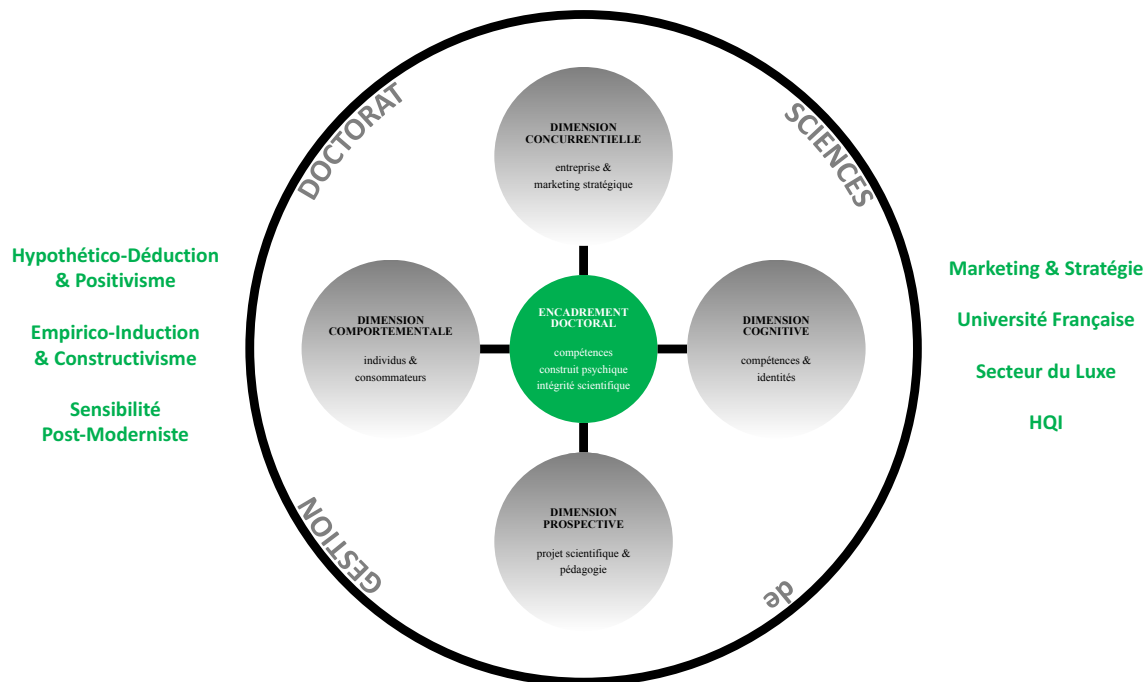 DOCTORAT
SCIENCES
de
GESTION
DIMENSION
CONCURRENTIELLE
entreprise &
marketing stratégique
Hypothético-Déduction
& Positivisme
Empirico-Induction
& Constructivisme
Sensibilité
Post-Moderniste
DIMENSION
COMPORTEMENTALE
individus &
consommateurs
ENCADREMENT
DOCTORAL
compétences
construit psychique
intégrité scientifique
DIMENSION
COGNITIVE
compétences &
identités
Marketing & Stratégie
Université Française
Secteur du Luxe
HQI
DIMENSION
PROSPECTIVE
projet scientifique &
pédagogie